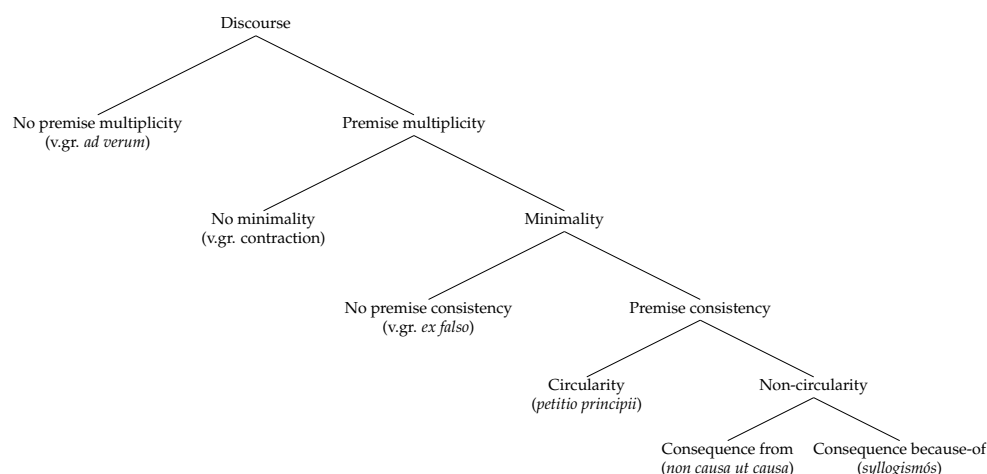 Discourse
No premise multiplicity
(v.gr. ad verum)
Premise multiplicity
No minimality
(v.gr. contraction)
Minimality
No premise consistency
(v.gr. ex falso)
Premise consistency
Circularity
(petitio principii)
Non-circularity
Consequence from
(non causa ut causa)
Consequence because-of
(syllogismós)